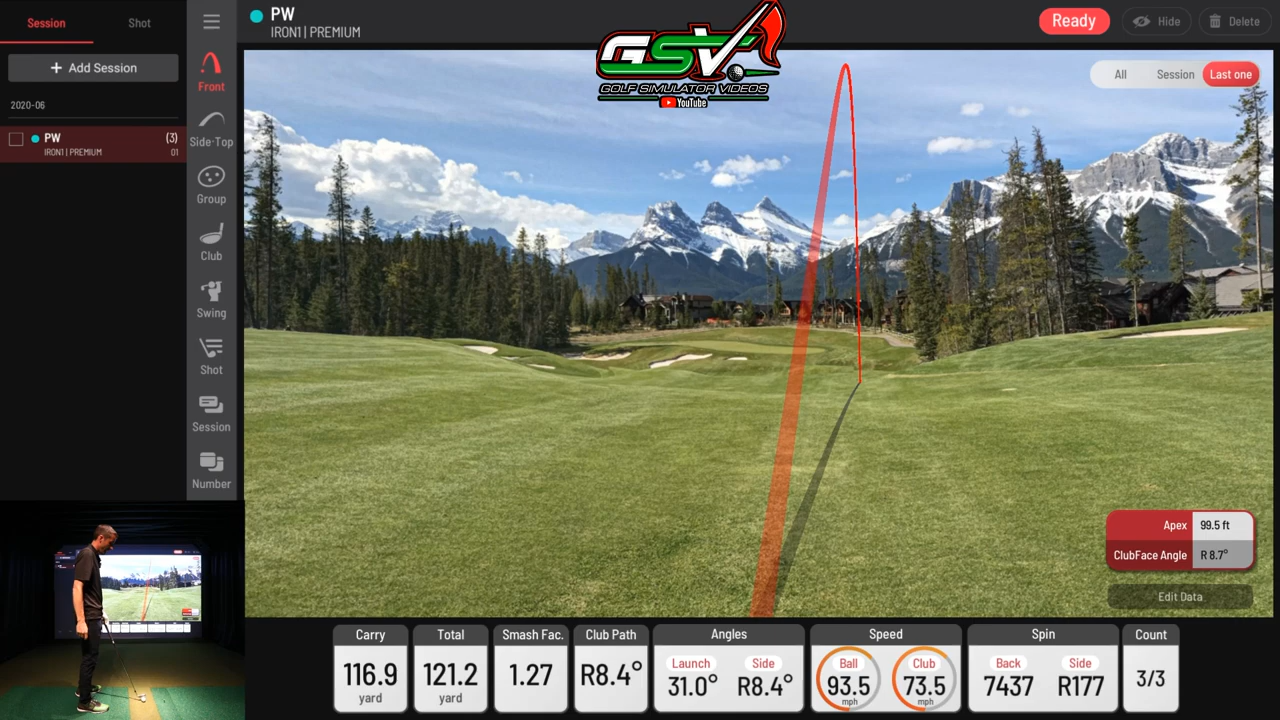 Session
Shot
+ Add Session
2020-06
PW
(3)
IRON1 | PREMIUM
01
Front
Side-Top
Group
Club
Swing
Shot
Session
Number
PW
IRON1 | PREMIUM
GSV
GOLF SIMULATOR VIDEOS
YouTube
Ready
Hide
Delete
All
Session
Last one
Apex
99.5 ft
ClubFace Angle
R 8.7°
Edit Data
Carry
116.9
yard
Total
121.2
yard
Smash Fac.
1.27
Club Path
R8.4°
Angles
Launch
31.0°
Side
R8.4°
Speed
Ball
93.5
mph
Club
73.5
mph
Spin
Back
7437
Side
R177
Count
3/3